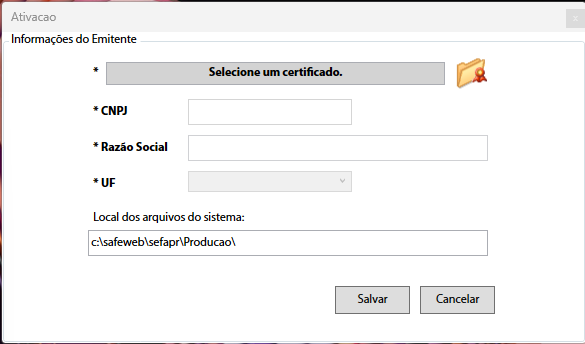 Ativacao
Informações do Emitente
* Selecione um certificado.
* CNPJ
* Razão Social
* UF
Local dos arquivos do sistema:
c:\safeweb\sefapr\Producao\
Salvar Cancelar